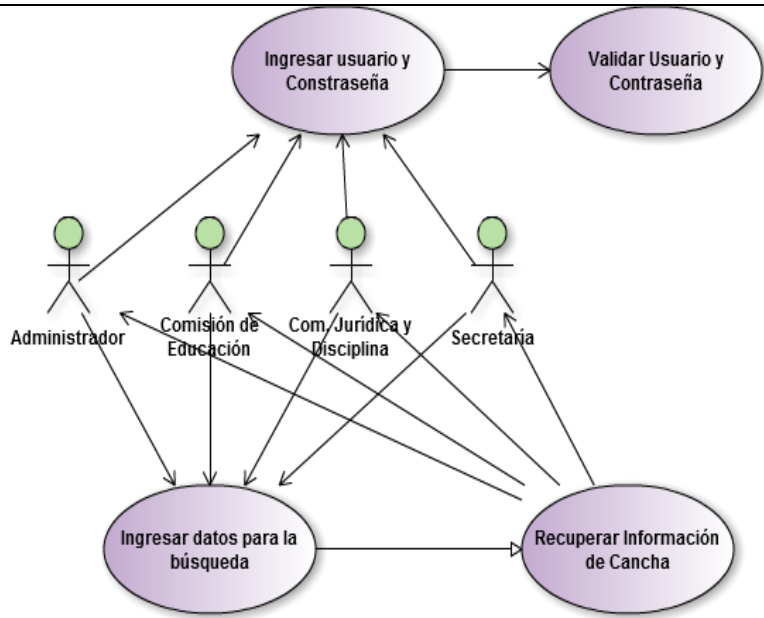 Ingresar usuario y
Constraseña
Validar Usuario y
Contraseña
Administrador
Comisión de
Educación
Com. Jurídica y
Disciplina
Secretaría
Ingresar datos para la
búsqueda
Recuperar Información
de Cancha